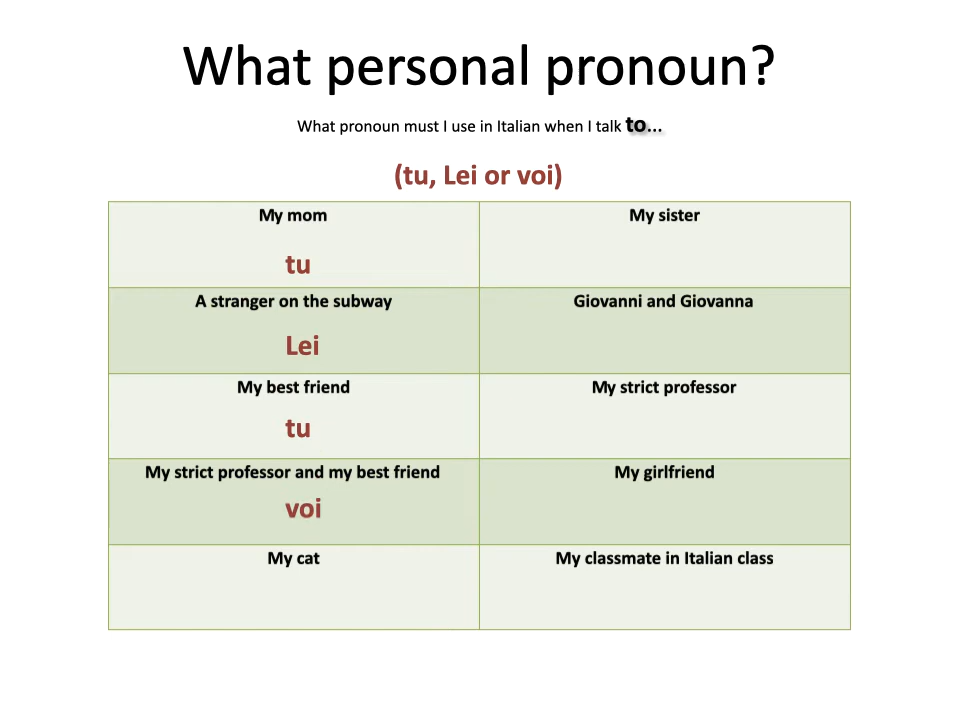 What personal pronoun?
What pronoun must I use in Italian when I talk to...
(tu, Lei or voi)
My mom
tu
My sister
A stranger on the subway
Lei
Giovanni and Giovanna
My best friend
tu
My strict professor
My strict professor and my best friend
voi
My girlfriend
My cat
My classmate in Italian class